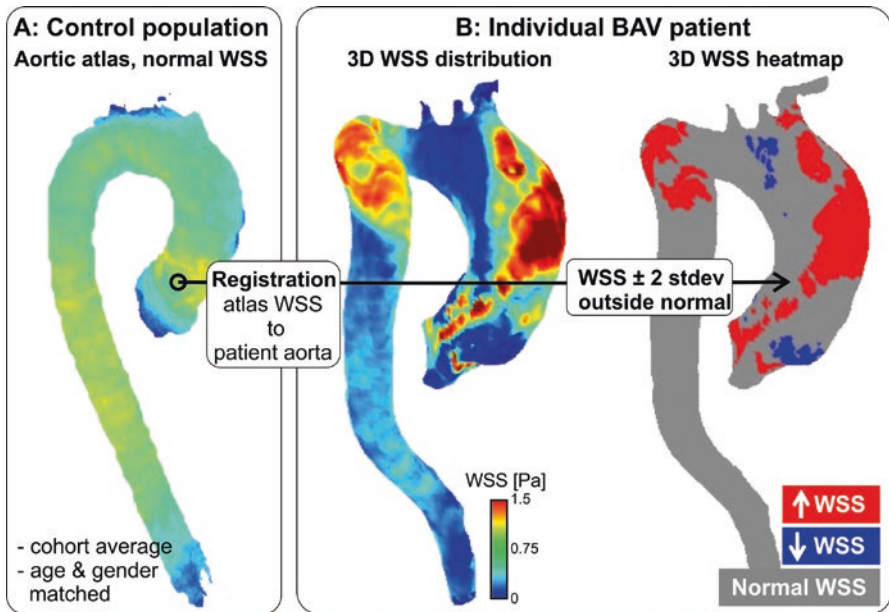 A: Control population
Aortic atlas, normal WSS
B: Individual BAV patient
3D WSS distribution
3D WSS heatmap
Registration
atlas WSS
to
patient aorta
WSS ± 2 stdev
outside normal
WSS [Pa]
1.5
0.75
0
- cohort average
- age & gender
matched
↑ WSS
↓ WSS
Normal WSS